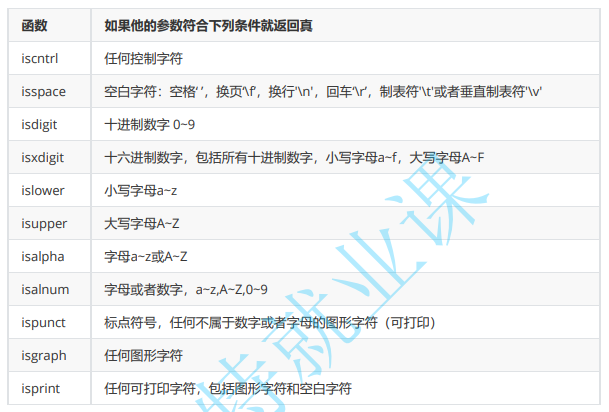 函数 如果他的参数符合下列条件就返回真
iscntrl 任何控制字符
isspace 空白字符：空格‘ ’，换页‘\f’，换行'\n'，回车‘\r’，制表符'\t'或者垂直制表符'\v'
isdigit 十进制数字 0~9
isxdigit 十六进制数字，包括所有十进制数字，小写字母a~f，大写字母A~F
islower 小写字母a~z
isupper 大写字母A~Z
isalpha 字母a~z或A~Z
isalnum 字母或者数字，a~z,A~Z,0~9
ispunct 标点符号，任何不属于数字或者字母的图形字符（可打印）
isgraph 任何图形字符
isprint 任何可打印字符，包括图形字符和空白字符
特就业课